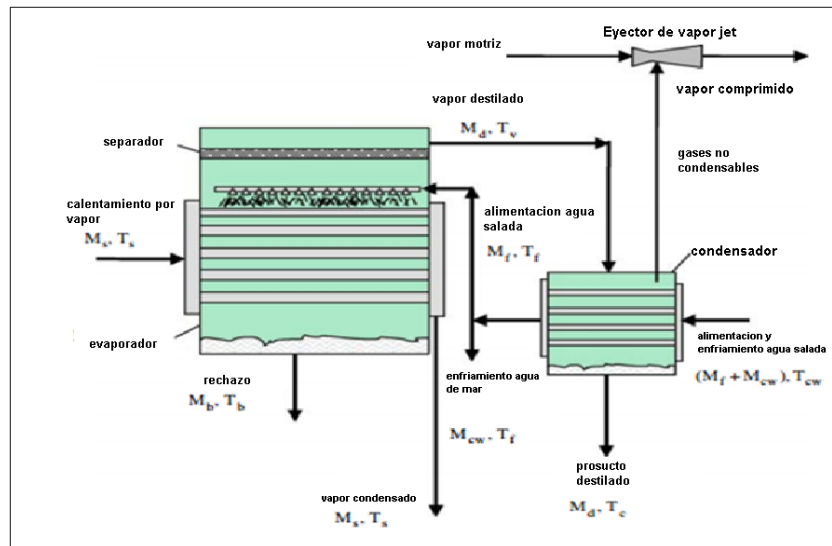 Eyector de vapor jet
vapor motriz
vapor comprimido
vapor destilado
M_d, T_v
separador
gases no
condensables
calentamiento por
vapor
M_s, T_s
alimentacion agua
salada
M_f, T_f
condensador
evaporador
alimentacion y
enfriamiento agua salada
(M_f + M_cw), T_cw
rechazo
M_b, T_b
enfriamiento agua
de mar
M_cw, T_f
prosucto
destilado
M_d, T_c
vapor condensado
M_s, T_s